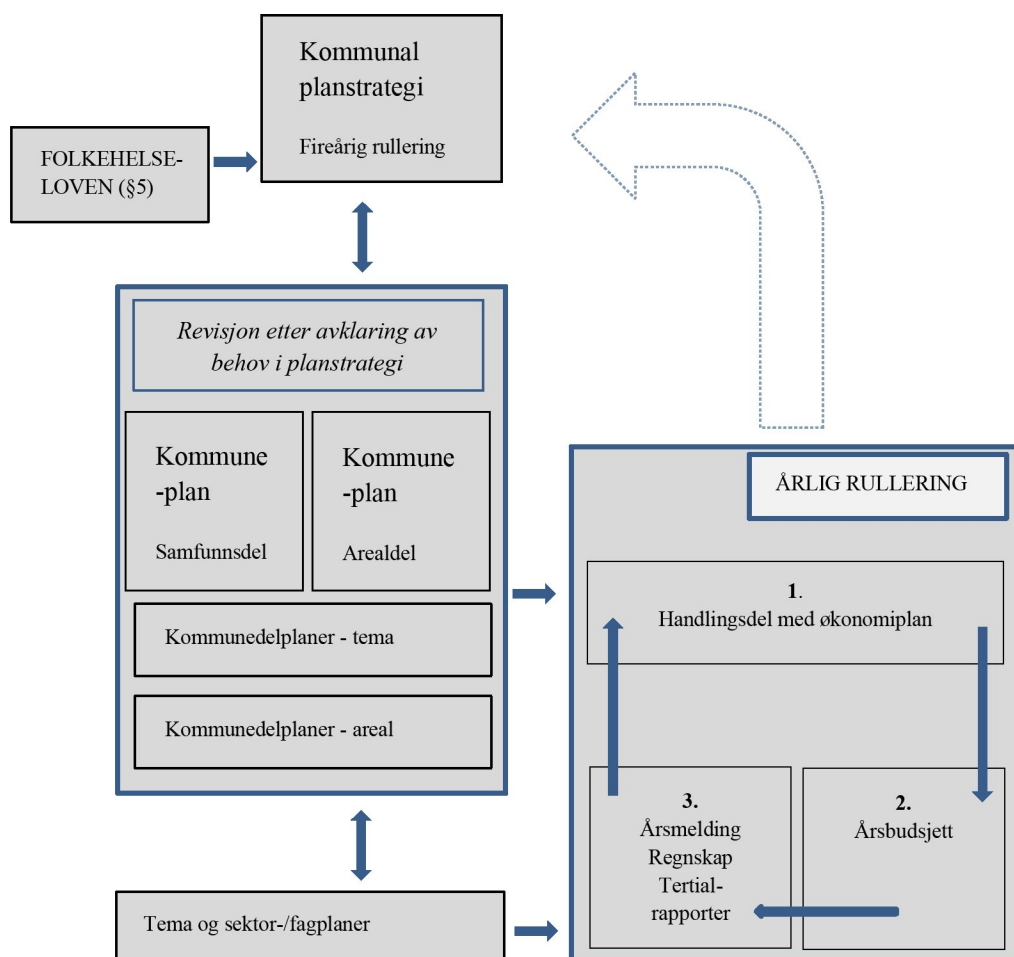 Kommunal
planstrategi
Fireårig rullering
FOLKEHELSE-
LOVEN (§5)
Revisjon etter avklaring av
behov i planstrategi
Kommune
-plan
Samfunnsdel
Kommune
-plan
Arealdel
Kommunedelplaner - tema
Kommunedelplaner - areal
Tema og sektor-/fagplaner
ÅRLIG RULLERING
1.
Handlingsdel med økonomiplan
2.
Årsbudsjett
3.
Årsmelding
Regnskap
Tertial-
rapporter